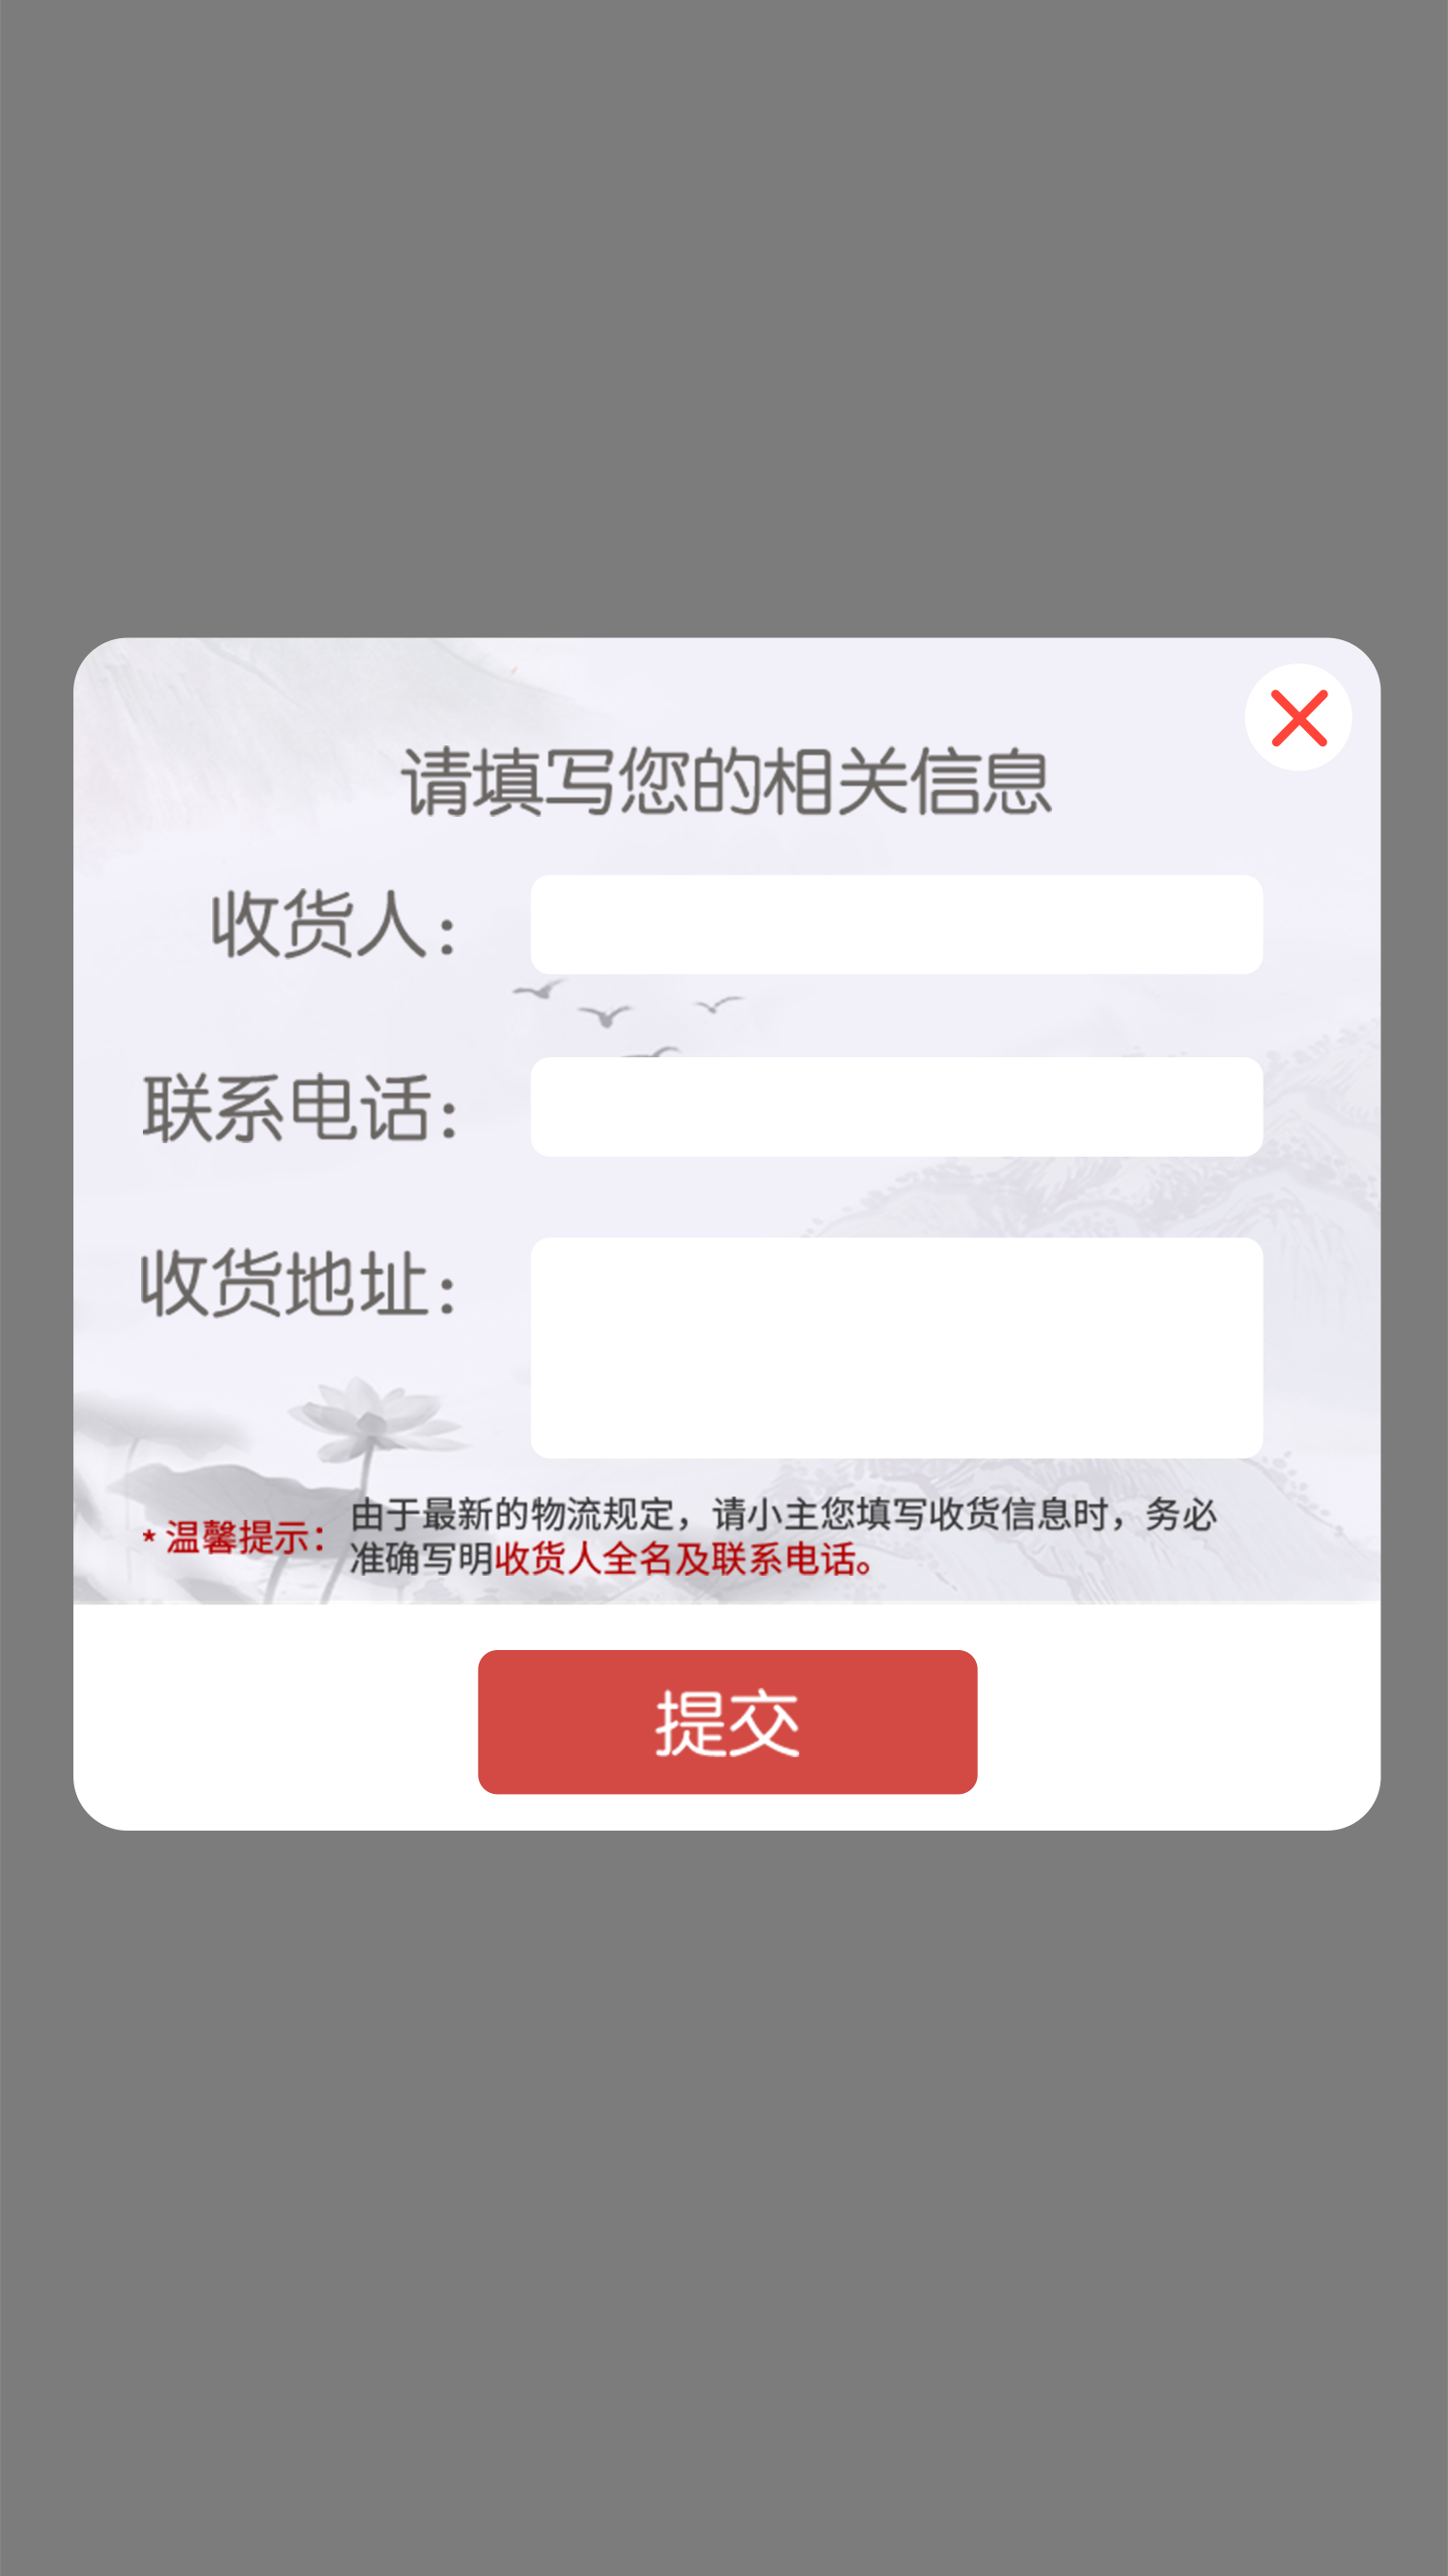 请填写您的相关信息
收货人：
联系电话：
收货地址：
* 温馨提示： 由于最新的物流规定，请小主您填写收货信息时，务必
准确写明收货人全名及联系电话。
提交